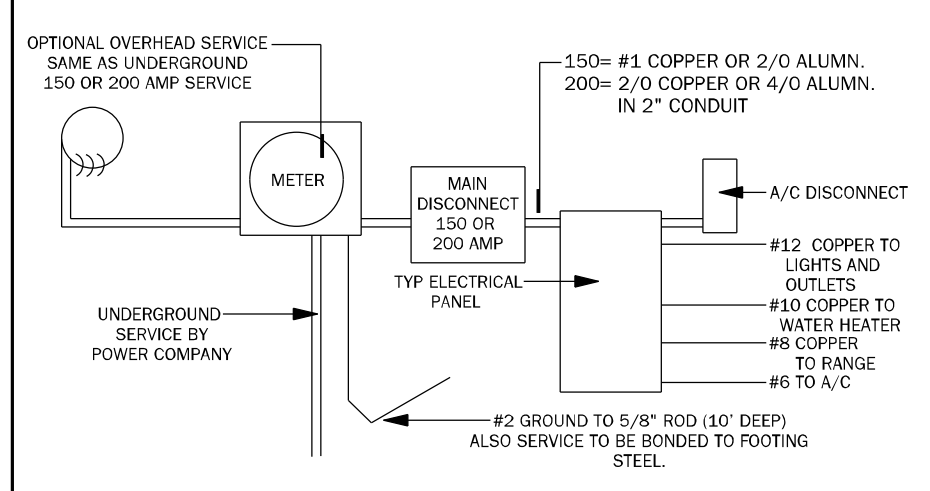 OPTIONAL OVERHEAD SERVICE
SAME AS UNDERGROUND
150 OR 200 AMP SERVICE
150= #1 COPPER OR 2/0 ALUMN.
200= 2/0 COPPER OR 4/0 ALUMN.
IN 2" CONDUIT
METER
MAIN
DISCONNECT
150 OR
200 AMP
A/C DISCONNECT
#12 COPPER TO
LIGHTS AND
OUTLETS
TYP ELECTRICAL
PANEL
#10 COPPER TO
WATER HEATER
#8 COPPER
TO RANGE
#6 TO A/C
UNDERGROUND
SERVICE BY
POWER COMPANY
#2 GROUND TO 5/8" ROD (10' DEEP)
ALSO SERVICE TO BE BONDED TO FOOTING
STEEL.